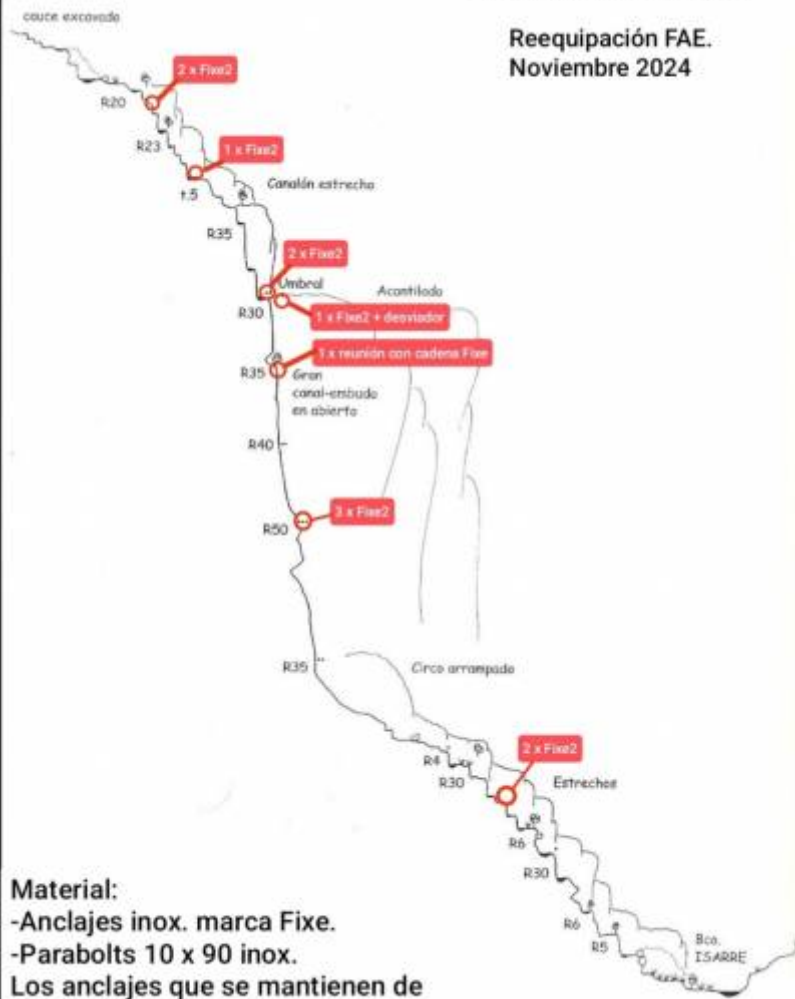 cauce excavado
Reequipación FAE.
Noviembre 2024
2 x Fixe2
R20
R23
1 x Fixe2
t.5
Canalón estrecho
R35
2 x Fixe2
Umbral
Acantilado
R30
1 x Fixe2 + desviador
1 x reunión con cadena Fixe
R35
Gran
canal-embudo
en abierto
R40
3 x Fixe2
R50
R35
Circo arrampado
2 x Fixe2
R4
R30
Estrechos
R6
R30
R6
R5
Bco.
ISARRE
Material:
-Anclajes inox. marca Fixe.
-Parabolts 10 x 90 inox.
Los anclajes que se mantienen de